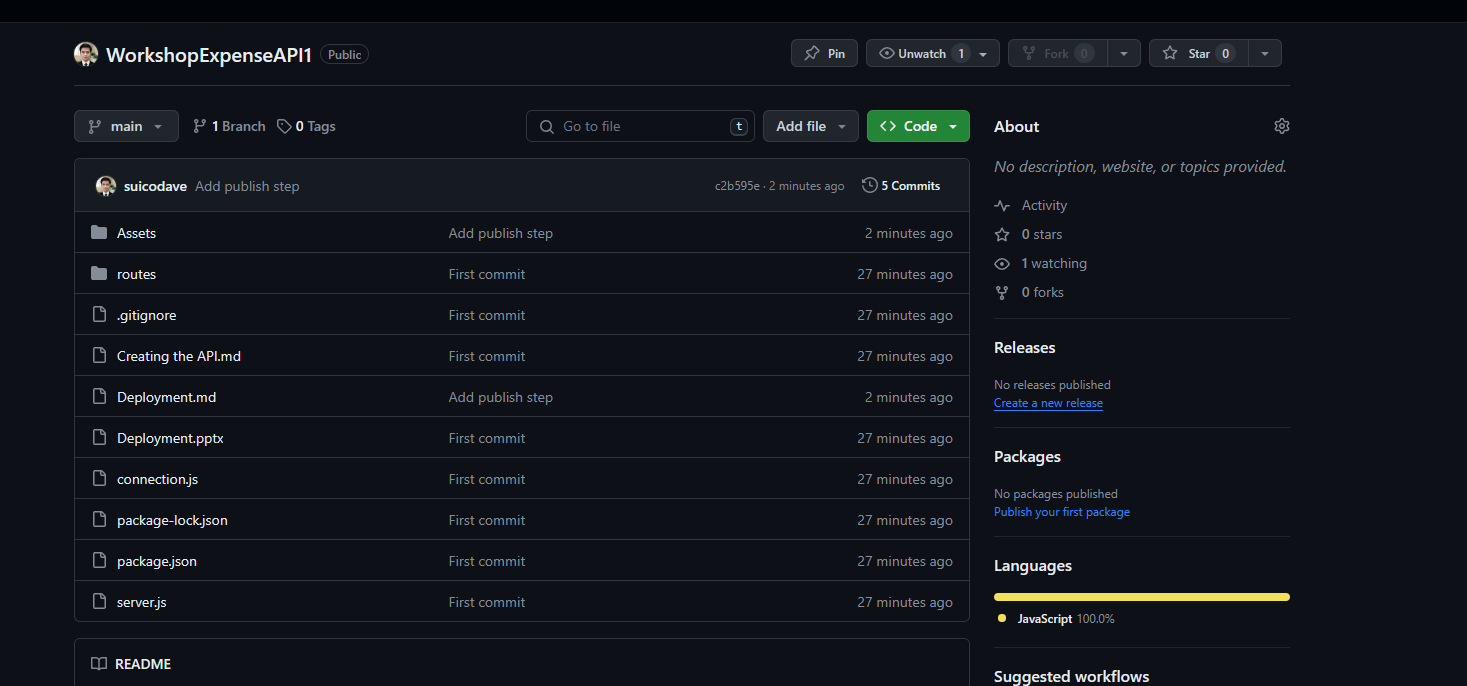 WorkshopExpenseAPI1 Public Pin Unwatch 1 Fork 0 Star 0
main 1 Branch 0 Tags Go to file t Add file Code
suicodave Add publish step c2b595e · 2 minutes ago 5 Commits
Assets Add publish step 2 minutes ago
routes First commit 27 minutes ago
.gitignore First commit 27 minutes ago
Creating the API.md First commit 27 minutes ago
Deployment.md Add publish step 2 minutes ago
Deployment.pptx First commit 27 minutes ago
connection.js First commit 27 minutes ago
package-lock.json First commit 27 minutes ago
package.json First commit 27 minutes ago
server.js First commit 27 minutes ago
README
About
No description, website, or topics provided.
Activity
0 stars
1 watching
0 forks
Releases
No releases published
Create a new release
Packages
No packages published
Publish your first package
Languages
JavaScript 100.0%
Suggested workflows